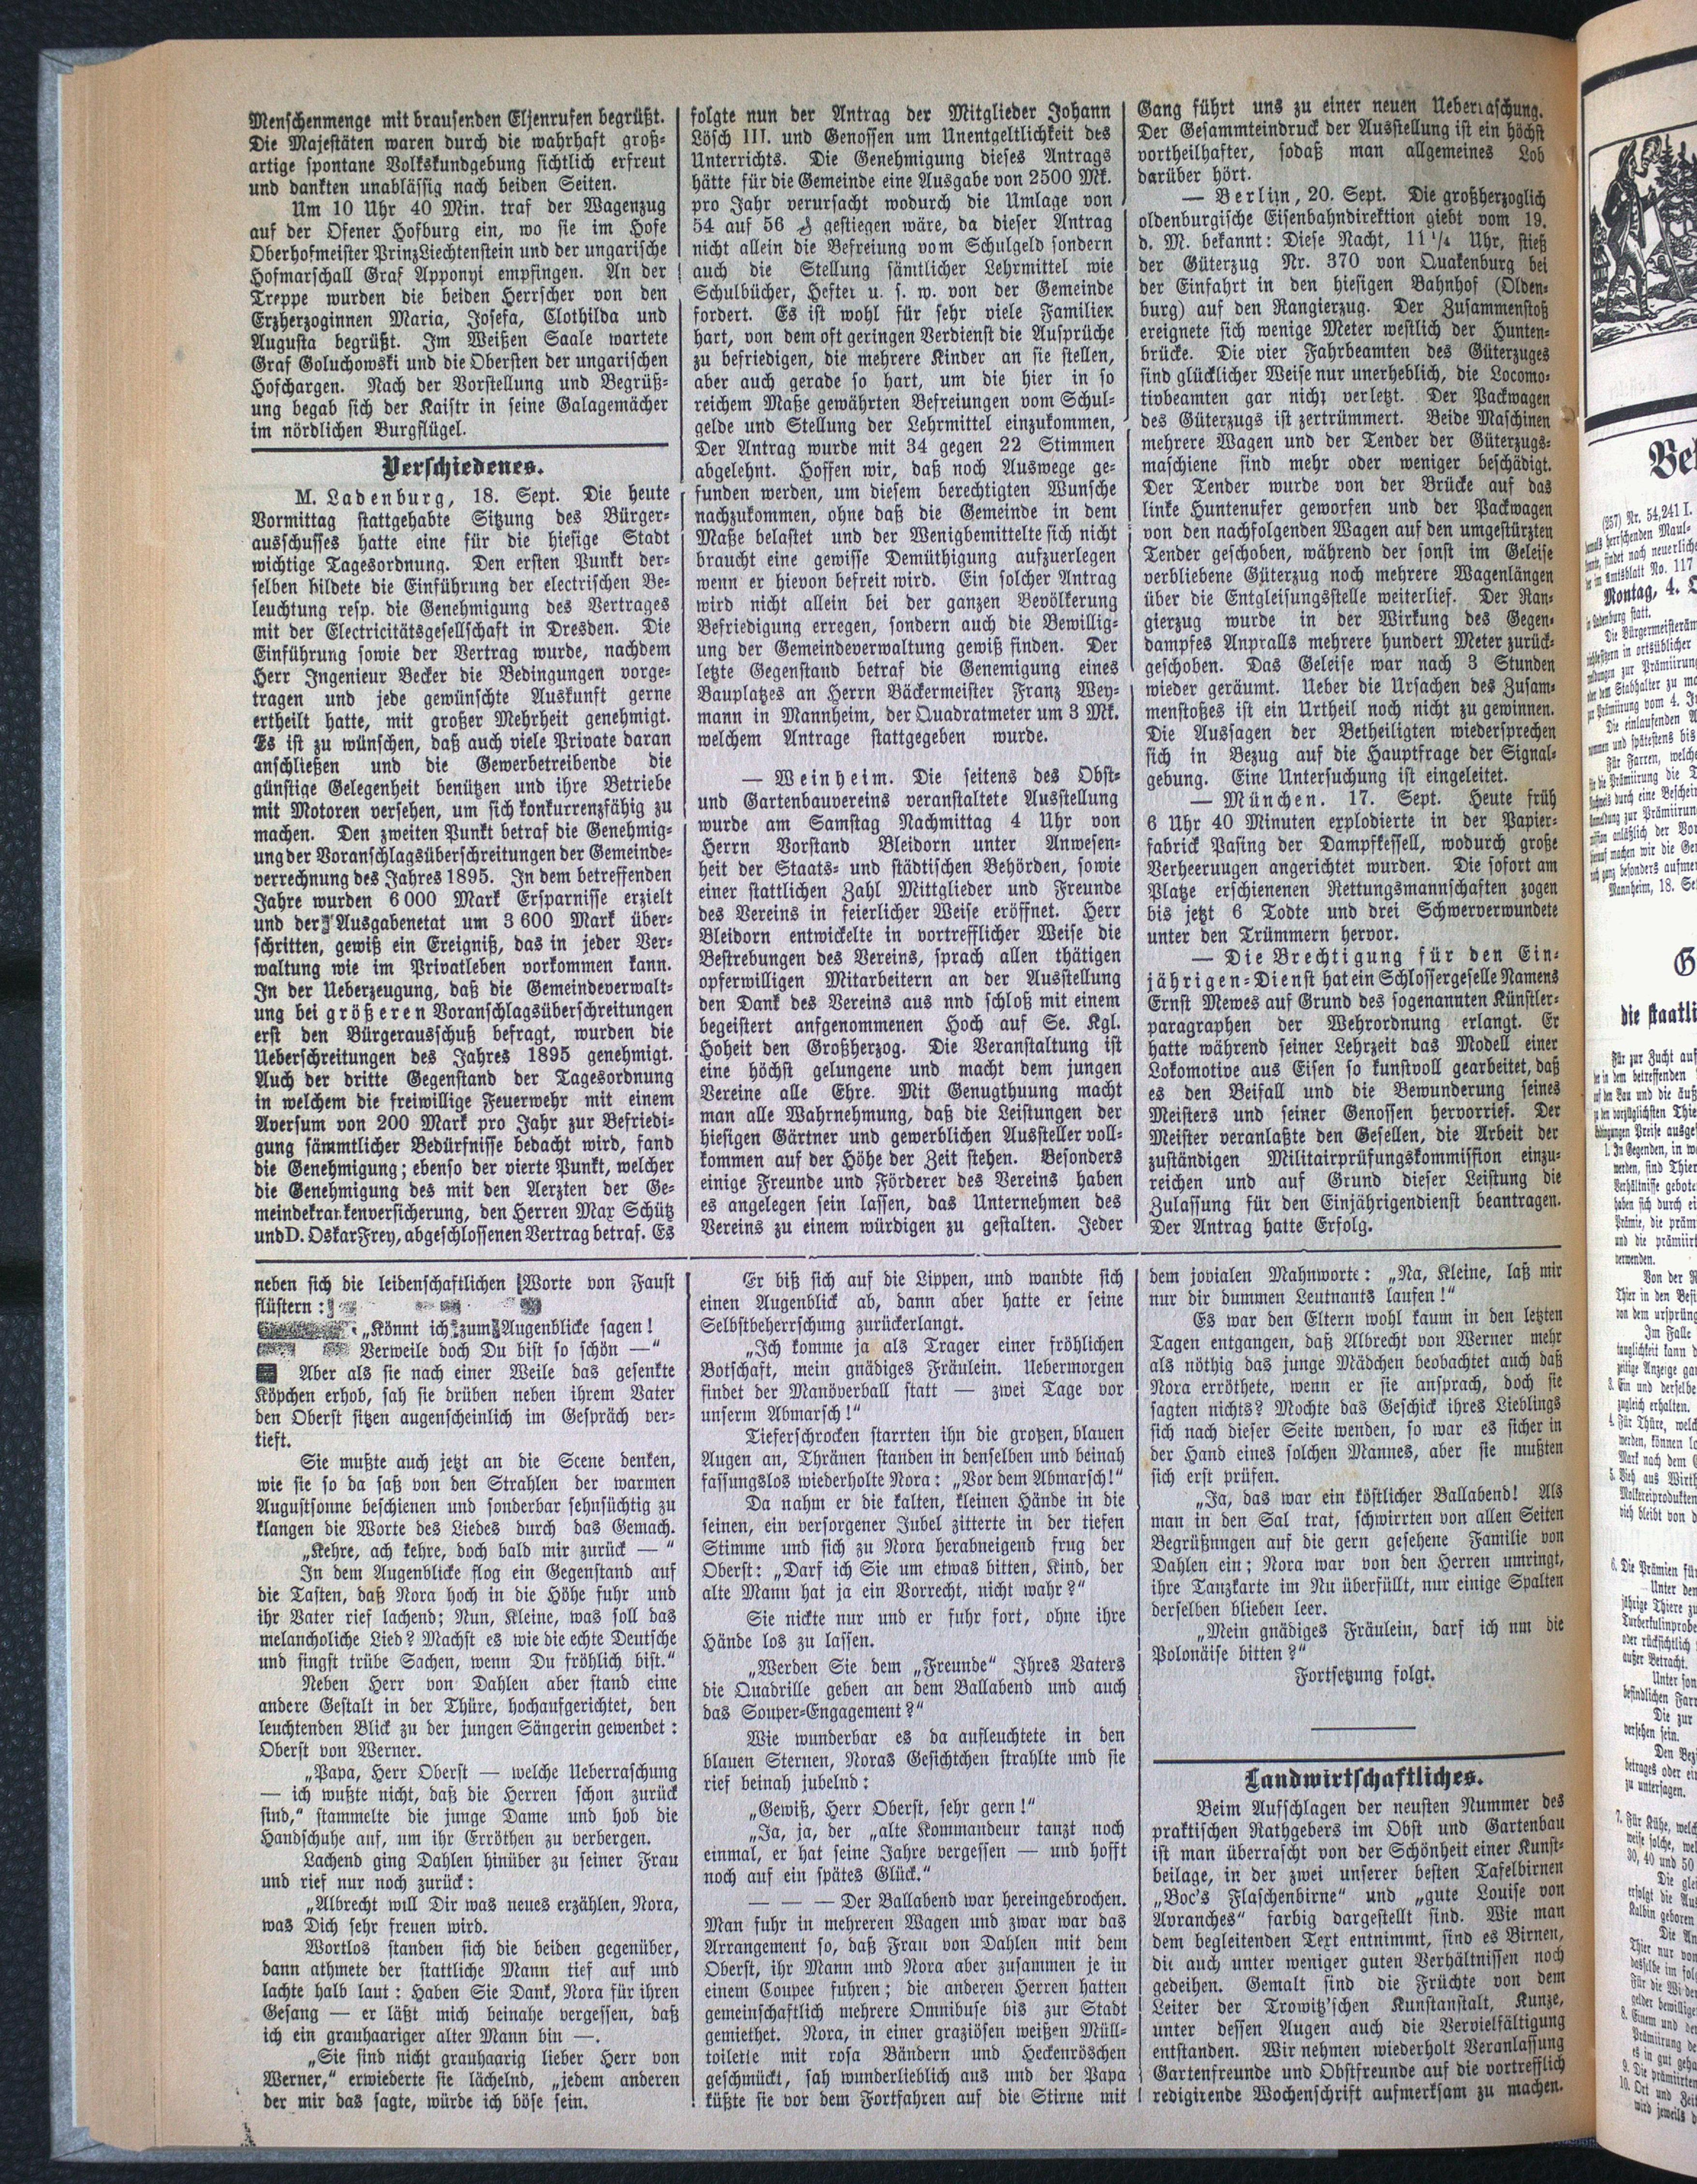 Menschenmenge mit brausenden Eljenrufen begrüßt.
Die Majestäten waren durch die wahrhaft groß-
artige spontane Volkskundgebung sichtlich erfreut
und dankten unablässig nach beiden Seiten.
Um 10 Uhr 40 Min. traf der Wagenzug
auf der Ofener Hofburg ein, wo sie im Hofe
Oberhofmeister Prinz Liechtenstein und der ungarische
Hofmarschall Graf Apponyi empfingen. An der
Treppe wurden die beiden Herrscher von den
Erzherzoginnen Maria, Josefa, Clothilda und
Augusta begrüßt. Im Weißen Saale wartete
Graf Goluchowski und die Obersten der ungarischen
Hofchargen. Nach der Vorstellung und Begrüß-
ung begab sich der Kaistr in seine Galagemächer
im nördlichen Burgflügel.
Verschiedenes.
M. Ladenburg, 18. Sept. Die heute
Vormittag stattgehabte Sitzung des Bürger-
ausschusses hatte eine für die hiesige Stadt
wichtige Tagesordnung. Den ersten Punkt der-
selben bildete die Einführung der electrischen Be-
leuchtung resp. die Genehmigung des Vertrages
mit der Electricitätsgesellschaft in Dresden. Die
Einführung sowie der Vertrag wurde, nachdem
Herr Ingenieur Becker die Bedingungen vorge-
tragen und jede gewünschte Auskunft gerne
ertheilt hatte, mit großer Mehrheit genehmigt.
Es ist zu wünschen, daß auch viele Private daran
anschließen und die Gewerbetreibende die
günstige Gelegenheit benützen und ihre Betriebe
mit Motoren versehen, um sich konkurrenzfähig zu
machen. Den zweiten Punkt betraf die Genehmig-
ung der Voranschlagsüberschreitungen der Gemeinde-
verrechnung des Jahres 1895. In dem betreffenden
Jahre wurden 6 000 Mark Ersparnisse erzielt
und der Ausgabenetat um 3 600 Mark über-
schritten, gewiß ein Ereigniß, das in jeder Ver-
waltung wie im Privatleben vorkommen kann.
In der Ueberzeugung, daß die Gemeindeverwalt-
ung bei größeren Voranschlagsüberschreitungen
erst den Bürgerausschuß befragt, wurden die
Ueberschreitungen des Jahres 1895 genehmigt.
Auch der dritte Gegenstand der Tagesordnung
in welchem die freiwillige Feuerwehr mit einem
Aversum von 200 Mark pro Jahr zur Befriedi-
gung sämmtlicher Bedürfnisse bedacht wird, fand
die Genehmigung; ebenso der vierte Punkt, welcher
die Genehmigung des mit den Aerzten der Ge-
meindekrankenversicherung, den Herren Max Schütz
und D. Oskar Frey, abgeschlossenen Vertrag betraf. Es
folgte nun der Antrag der Mitglieder Johann
Lösch III. und Genossen um Unentgeltlichkeit des
Unterrichts. Die Genehmigung dieses Antrags
hätte für die Gemeinde eine Ausgabe von 2500 Mk.
pro Jahr verursacht wodurch die Umlage von
54 auf 56 ₰ gestiegen wäre, da dieser Antrag
nicht allein die Befreiung vom Schulgeld sondern
auch die Stellung sämtlicher Lehrmittel wie
Schulbücher, Hefter u. s. w. von der Gemeinde
fordert. Es ist wohl für sehr viele Familien
hart, von dem oft geringen Verdienst die Ausprüche
zu befriedigen, die mehrere Kinder an sie stellen,
aber auch gerade so hart, um die hier in so
reichem Maße gewährten Befreiungen vom Schul-
gelde und Stellung der Lehrmittel einzukommen,
Der Antrag wurde mit 34 gegen 22 Stimmen
abgelehnt. Hoffen wir, daß noch Auswege ge-
funden werden, um diesem berechtigten Wunsche
nachzukommen, ohne daß die Gemeinde in dem
Maße belastet und der Wenigbemittelte sich nicht
braucht eine gewisse Demüthigung aufzuerlegen
wenn er hievon befreit wird. Ein solcher Antrag
wird nicht allein bei der ganzen Bevölkerung
Befriedigung erregen, sondern auch die Bewillig-
ung der Gemeindeverwaltung gewiß finden. Der
letzte Gegenstand betraf die Genemigung eines
Bauplatzes an Herrn Bäckermeister Franz Wey-
mann in Mannheim, der Quadratmeter um 3 Mk.
welchem Antrage stattgegeben wurde.
— Weinheim. Die seitens des Obst-
und Gartenbauvereins veranstaltete Ausstellung
wurde am Samstag Nachmittag 4 Uhr von
Herrn Vorstand Bleidorn unter Anwesen-
heit der Staats- und städtischen Behörden, sowie
einer stattlichen Zahl Mittglieder und Freunde
des Vereins in feierlicher Weise eröffnet. Herr
Bleidorn entwickelte in vortrefflicher Weise die
Bestrebungen des Vereins, sprach allen thätigen
opferwilligen Mitarbeitern an der Ausstellung
den Dank des Vereins aus nnd schloß mit einem
begeistert anfgenommenen Hoch auf Se. Kgl.
Hoheit den Großherzog. Die Veranstaltung ist
eine höchst gelungene und macht dem jungen
Vereine alle Ehre. Mit Genugthuung macht
man alle Wahrnehmung, daß die Leistungen der
hiesigen Gärtner und gewerblichen Aussteller voll-
kommen auf der Höhe der Zeit stehen. Besonders
einige Freunde und Förderer des Vereins haben
es angelegen sein lassen, das Unternehmen des
Vereins zu einem würdigen zu gestalten. Jeder
Gang führt uns zu einer neuen Ueberraschung.
Der Gesammteindruck der Ausstellung ist ein höchst
vortheilhafter, sodaß man allgemeines Lob
darüber hört.
— Berlin, 20. Sept. Die großherzoglich
oldenburgische Eisenbahndirektion giebt vom 19.
d. M. bekannt: Diese Nacht, 11 1/4 Uhr, stieß
der Güterzug Nr. 370 von Quakenburg bei
der Einfahrt in den hiesigen Bahnhof (Olden-
burg) auf den Rangierzug. Der Zusammenstoß
ereignete sich wenige Meter westlich der Hunten-
brücke. Die vier Fahrbeamten des Güterzuges
sind glücklicher Weise nur unerheblich, die Locomo-
tivbeamten gar nicht verletzt. Der Packwagen
des Güterzugs ist zertrümmert. Beide Maschinen
mehrere Wagen und der Tender der Güterzugs-
maschiene sind mehr oder weniger beschädigt.
Der Tender wurde von der Brücke auf das
linke Huntenufer geworfen und der Packwagen
von den nachfolgenden Wagen auf den umgestürzten
Tender geschoben, während der sonst im Geleise
verbliebene Güterzug noch mehrere Wagenlängen
über die Entgleisungsstelle weiterlief. Der Ran-
gierzug wurde in der Wirkung des Gegen-
dampfes Anpralls mehrere hundert Meter zurück-
geschoben. Das Geleise war nach 3 Stunden
wieder geräumt. Ueber die Ursachen des Zusam-
menstoßes ist ein Urtheil noch nicht zu gewinnen.
Die Aussagen der Betheiligten wiedersprechen
sich in Bezug auf die Hauptfrage der Signal-
gebung. Eine Untersuchung ist eingeleitet.
— München. 17. Sept. Heute früh
6 Uhr 40 Minuten explodierte in der Papier-
fabrick Pasing der Dampfkessell, wodurch große
Verheeruugen angerichtet wurden. Die sofort am
Platze erschienenen Rettungsmannschaften zogen
bis jetzt 6 Todte und drei Schwerverwundete
unter den Trümmern hervor.
— Die Brechtigung für den Ein-
jährigen-Dienst hat ein Schlossergeselle Namens
Ernst Mewes auf Grund des sogenannten Künstler-
paragraphen der Wehrordnung erlangt. Er
hatte während seiner Lehrzeit das Modell einer
Lokomotive aus Eisen so kunstvoll gearbeitet, daß
es den Beifall und die Bewunderung seines
Meisters und seiner Genossen hervorrief. Der
Meister veranlaßte den Gesellen, die Arbeit der
zuständigen Militairprüfungskommission einzu-
reichen und auf Grund dieser Leistung die
Zulassung für den Einjährigendienst beantragen.
Der Antrag hatte Erfolg.
neben sich die leidenschaftlichen Worte von Faust
flüstern:
„Könnt ich zum Augenblicke sagen!
Verweile doch Du bist so schön —“
Aber als sie nach einer Weile das gesenkte
Köpchen erhob, sah sie drüben neben ihrem Vater
den Oberst sitzen augenscheinlich im Gespräch ver-
tieft.
Sie mußte auch jetzt an die Scene denken,
wie sie so da saß von den Strahlen der warmen
Augustsonne beschienen und sonderbar sehnsüchtig zu
klangen die Worte des Liedes durch das Gemach.
„Kehre, ach kehre, doch bald mir zurück — “
In dem Augenblicke flog ein Gegenstand auf
die Tasten, daß Nora hoch in die Höhe fuhr und
ihr Vater rief lachend; Nun, Kleine, was soll das
melancholiche Lied? Machst es wie die echte Deutsche
und singst trübe Sachen, wenn Du fröhlich bist.“
Neben Herr von Dahlen aber stand eine
andere Gestalt in der Thüre, hochaufgerichtet, den
leuchtenden Blick zu der jungen Sängerin gewendet:
Oberst von Werner.
„Papa, Herr Oberst — welche Ueberraschung
— ich wußte nicht, daß die Herren schon zurück
sind,“ stammelte die junge Dame und hob die
Handschuhe auf, um ihr Erröthen zu verbergen.
Lachend ging Dahlen hinüber zu seiner Frau
und rief nur noch zurück:
„Albrecht will Dir was neues erzählen, Nora,
was Dich sehr freuen wird.
Wortlos standen sich die beiden gegenüber,
dann athmete der stattliche Mann tief auf und
lachte halb laut: Haben Sie Dank, Nora für ihren
Gesang — er läßt mich beinahe vergessen, daß
ich ein grauhaariger alter Mann bin —.
„Sie sind nicht grauhaarig lieber Herr von
Werner,“ erwiederte sie lächelnd, „jedem anderen
der mir das sagte, würde ich böse sein.
Er biß sich auf die Lippen, und wandte sich
einen Augenblick ab, dann aber hatte er seine
Selbstbeherrschung zurückerlangt.
„Ich komme ja als Trager einer fröhlichen
Botschaft, mein gnädiges Fräulein. Uebermorgen
findet der Manöverball statt — zwei Tage vor
unserm Abmarsch!“
Tieferschrocken starrten ihn die großen, blauen
Augen an, Thränen standen in denselben und beinah
fassungslos wiederholte Nora: „Vor dem Abmarsch!“
Da nahm er die kalten, kleinen Hände in die
seinen, ein versorgener Jubel zitterte in der tiefen
Stimme und sich zu Nora herabneigend frug der
Oberst: „Darf ich Sie um etwas bitten, Kind, der
alte Mann hat ja ein Vorrecht, nicht wahr?“
Sie nickte nur und er fuhr fort, ohne ihre
Hände los zu lassen.
„Werden Sie dem „Freunde“ Ihres Vaters
die Quadrille geben an dem Ballabend und auch
das Souper-Engagement?“
Wie wunderbar es da aufleuchtete in den
blauen Sternen, Noras Gesichtchen strahlte und sie
rief beinah jubelnd:
„Gewiß, Herr Oberst, sehr gern!“
„Ja, ja, der „alte Kommandeur tanzt noch
einmal, er hat seine Jahre vergessen — und hofft
noch auf ein spätes Glück.“
— — — Der Ballabend war hereingebrochen.
Man fuhr in mehreren Wagen und zwar war das
Arrangement so, daß Frau von Dahlen mit dem
Oberst, ihr Mann und Nora aber zusammen je in
einem Coupee fuhren; die anderen Herren hatten
gemeinschaftlich mehrere Omnibuse bis zur Stadt
gemiethet. Nora, in einer graziösen weißen Müll-
toilette mit rosa Bändern und Heckenröschen
geschmückt, sah wunderlieblich aus und der Papa
küßte sie vor dem Fortfahren auf die Stirne mit
dem jovialen Mahnworte: „Na, Kleine, laß mir
nur dir dummen Leutnants laufen!“
Es war den Eltern wohl kaum in den letzten
Tagen entgangen, daß Albrecht von Werner mehr
als nöthig das junge Mädchen beobachtet auch daß
Nora erröthete, wenn er sie ansprach, doch sie
sagten nichts? Mochte das Geschick ihres Lieblings
sich nach dieser Seite wenden, so war es sicher in
der Hand eines solchen Mannes, aber sie mußten
sich erst prüfen.
„Ja, das war ein köstlicher Ballabend! Als
man in den Sal trat, schwirrten von allen Seiten
Begrüßnngen auf die gern gesehene Familie von
Dahlen ein; Nora war von den Herren umringt,
ihre Tanzkarte im Nu überfüllt, nur einige Spalten
derselben blieben leer.
„Mein gnädiges Fräulein, darf ich nm die
Polonäise bitten?“
Fortsetzung folgt.
Landwirtschaftliches.
Beim Aufschlagen der neusten Nummer des
praktischen Rathgebers im Obst und Gartenbau
ist man überrascht von der Schönheit einer Kunst-
beilage, in der zwei unserer besten Tafelbirnen
„Boc's Flaschenbirne“ und „gute Louise von
Avranches“ farbig dargestellt sind. Wie man
dem begleitenden Text entnimmt, sind es Birnen,
die auch unter weniger guten Verhältnissen noch
gedeihen. Gemalt sind die Früchte von dem
Leiter der Trowitz'schen Kunstanstalt, Kunze,
unter dessen Augen auch die Vervielfältigung
entstanden. Wir nehmen wiederholt Veranlassung
Gartenfreunde und Obstfreunde auf die vortrefflich
redigirende Wochenschrift aufmerksam zu machen.
(257) Nr. 54,241 I.
Montag, 4.
die staatli
Mannheim, 18. Se